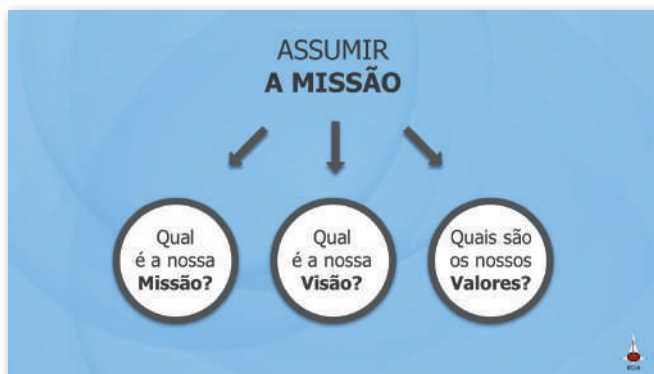 ASSUMIR
A MISSÃO
Qual
é a nossa
Missão?
Qual
é a nossa
Visão?
Quais são
os nossos
Valores?